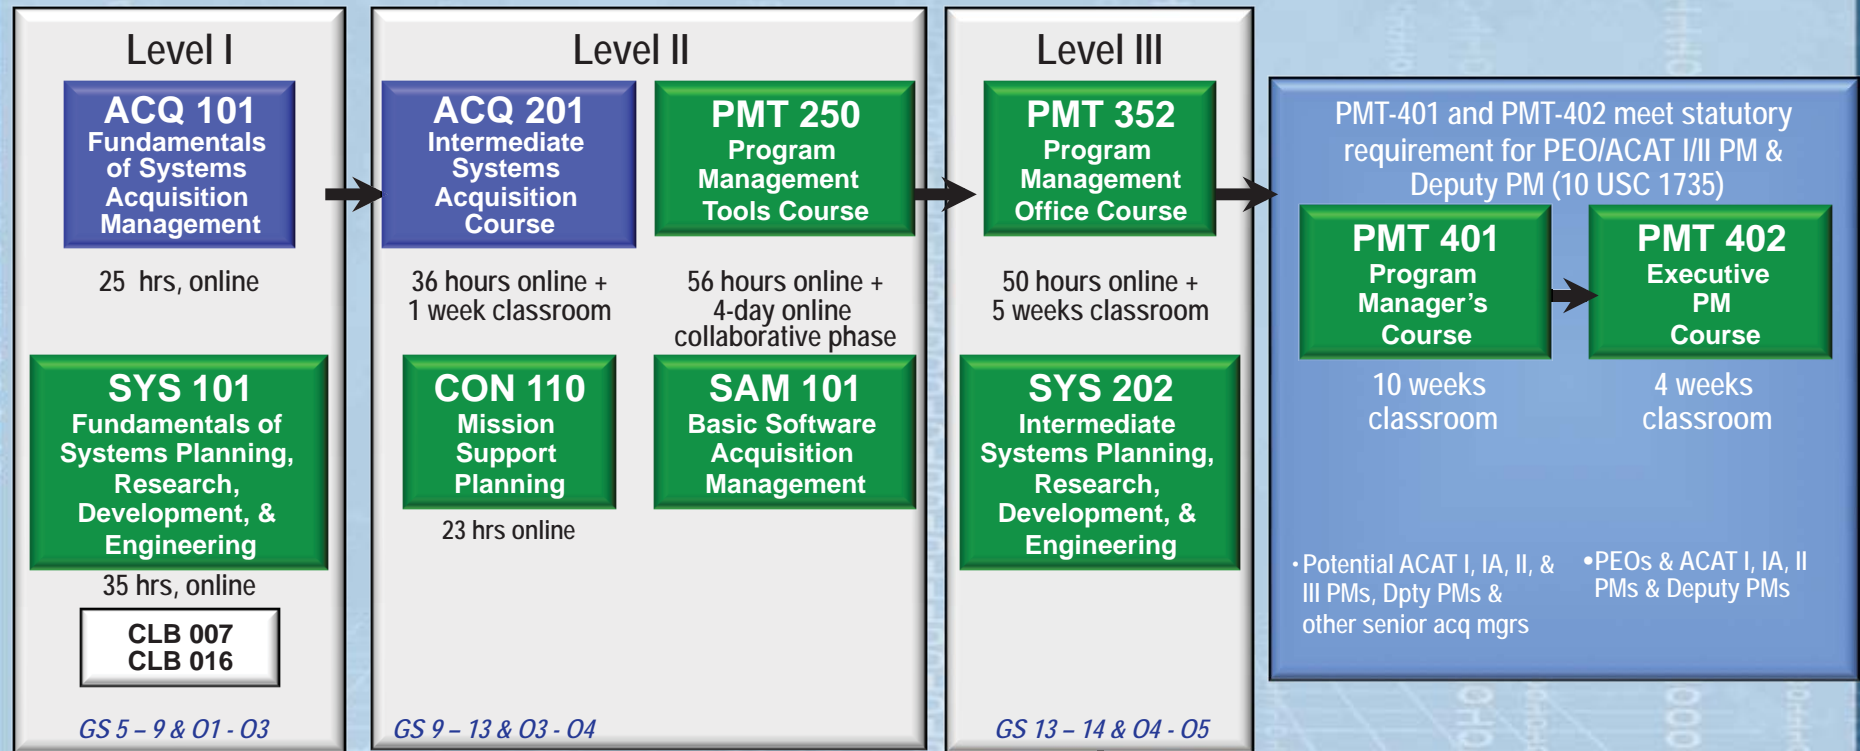 Level I
ACQ 101
Fundamentals
of Systems
Acquisition
Management
25 hrs, online
SYS 101
Fundamentals of
Systems Planning,
Research,
Development, &
Engineering
35 hrs, online
CLB 007
CLB 016
GS 5 – 9 & O1 - O3
Level II
ACQ 201
Intermediate
Systems
Acquisition
Course
36 hours online +
1 week classroom
PMT 250
Program
Management
Tools Course
56 hours online +
4-day online
collaborative phase
CON 110
Mission
Support
Planning
23 hrs online
SAM 101
Basic Software
Acquisition
Management
GS 9 – 13 & O3 - O4
Level III
PMT 352
Program
Management
Office Course
50 hours online +
5 weeks classroom
SYS 202
Intermediate
Systems Planning,
Research,
Development, &
Engineering
GS 13 – 14 & O4 - O5
PMT-401 and PMT-402 meet statutory
requirement for PEO/ACAT I/II PM &
Deputy PM (10 USC 1735)
PMT 401
Program
Manager’s
Course
10 weeks
classroom
• Potential ACAT I, IA, II, &
III PMs, Dpty PMs &
other senior acq mgrs
PMT 402
Executive
PM
Course
4 weeks
classroom
•PEOs & ACAT I, IA, II
PMs & Deputy PMs